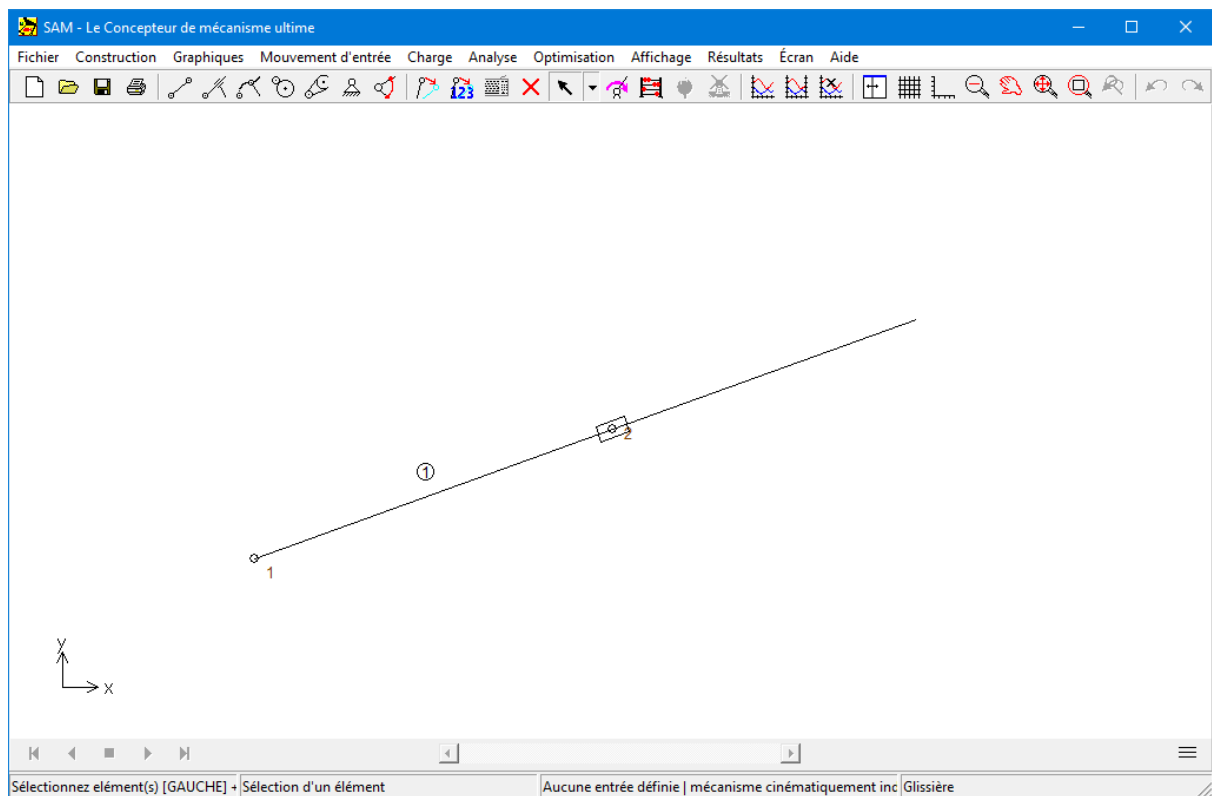 SAM - Le Concepteur de mécanisme ultime
Fichier Construction Graphiques Mouvement d'entrée Charge Analyse Optimisation Affichage Résultats Écran Aide
123
2
1
1
y
x
Sélectionnez elément(s) [GAUCHE] + Sélection d'un élément Aucune entrée définie | mécanisme cinématiquement inc Glissière